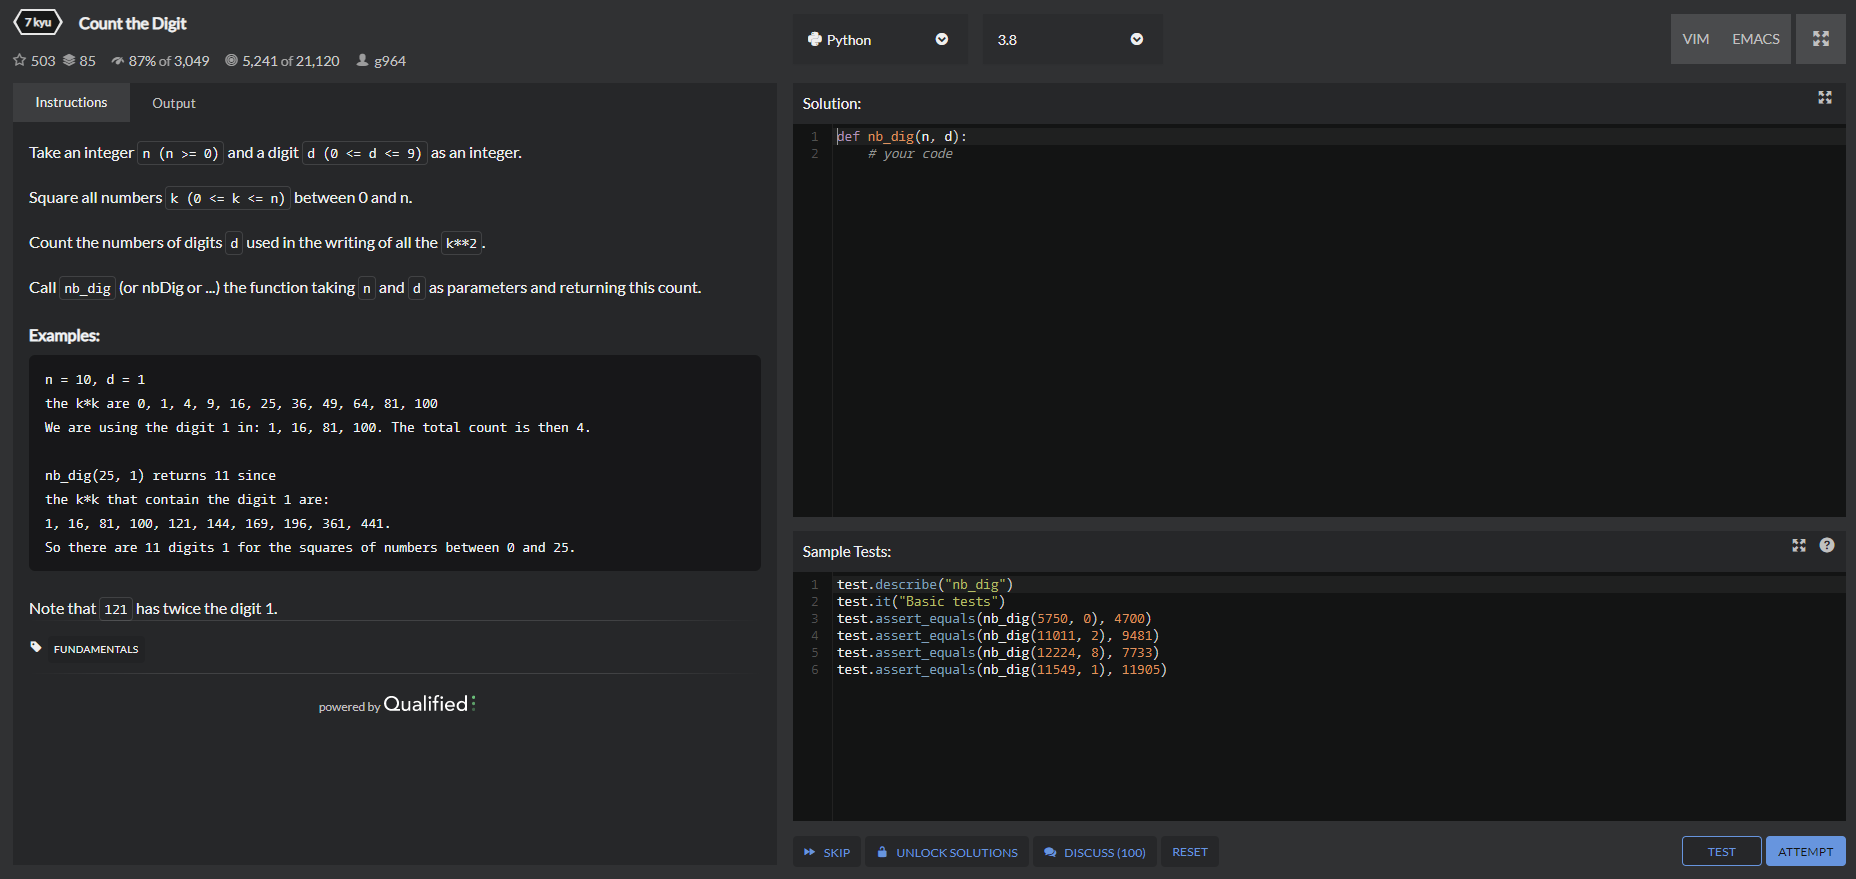 7 kyu Count the Digit
503 85 87% of 3,049 5,241 of 21,120 g964
Instructions Output
Take an integer n (n >= 0) and a digit d (0 <= d <= 9) as an integer.
Square all numbers k (0 <= k <= n) between 0 and n.
Count the numbers of digits d used in the writing of all the k**2.
Call nb_dig (or nbDig or ...) the function taking n and d as parameters and returning this count.
Examples:
n = 10, d = 1
the k*k are 0, 1, 4, 9, 16, 25, 36, 49, 64, 81, 100
We are using the digit 1 in: 1, 16, 81, 100. The total count is then 4.
nb_dig(25, 1) returns 11 since
the k*k that contain the digit 1 are:
1, 16, 81, 100, 121, 144, 169, 196, 361, 441.
So there are 11 digits 1 for the squares of numbers between 0 and 25.
Note that 121 has twice the digit 1.
FUNDAMENTALS
powered by Qualified
Python 3.8 VIM EMACS
Solution:
1 def nb_dig(n, d):
2 # your code
Sample Tests: ?
1 test.describe("nb_dig")
2 test.it("Basic tests")
3 test.assert_equals(nb_dig(5750, 0), 4700)
4 test.assert_equals(nb_dig(11011, 2), 9481)
5 test.assert_equals(nb_dig(12224, 8), 7733)
6 test.assert_equals(nb_dig(11549, 1), 11905)
SKIP UNLOCK SOLUTIONS DISCUSS (100) RESET TEST ATTEMPT